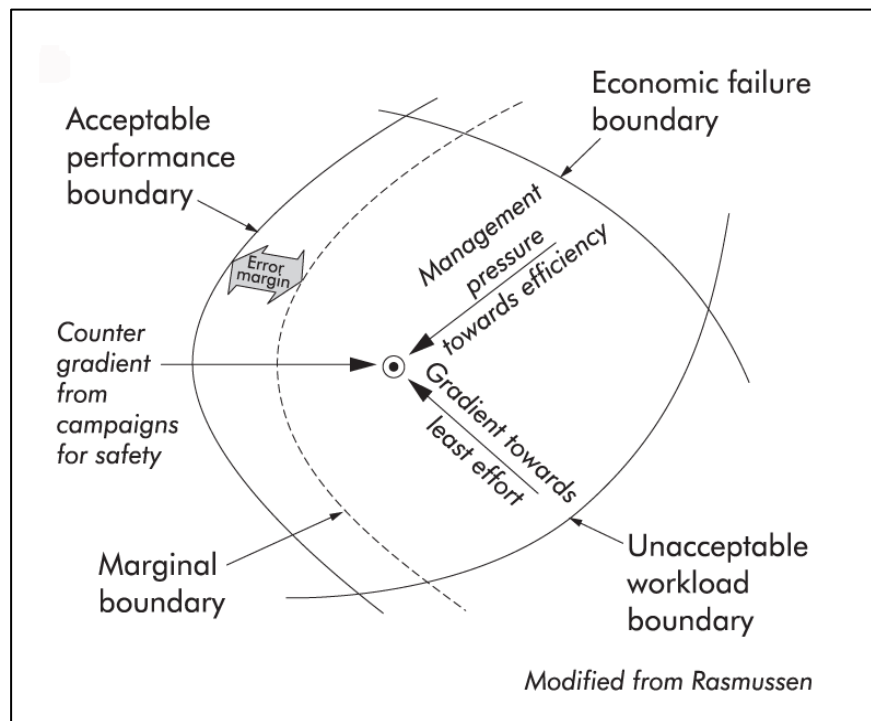 Economic failure
boundary
Acceptable
performance
boundary
Management
pressure
towards efficiency
Error
margin
Counter
gradient
from
campaigns
for safety
Gradient towards
least effort
Marginal
boundary
Unacceptable
workload
boundary
Modified from Rasmussen